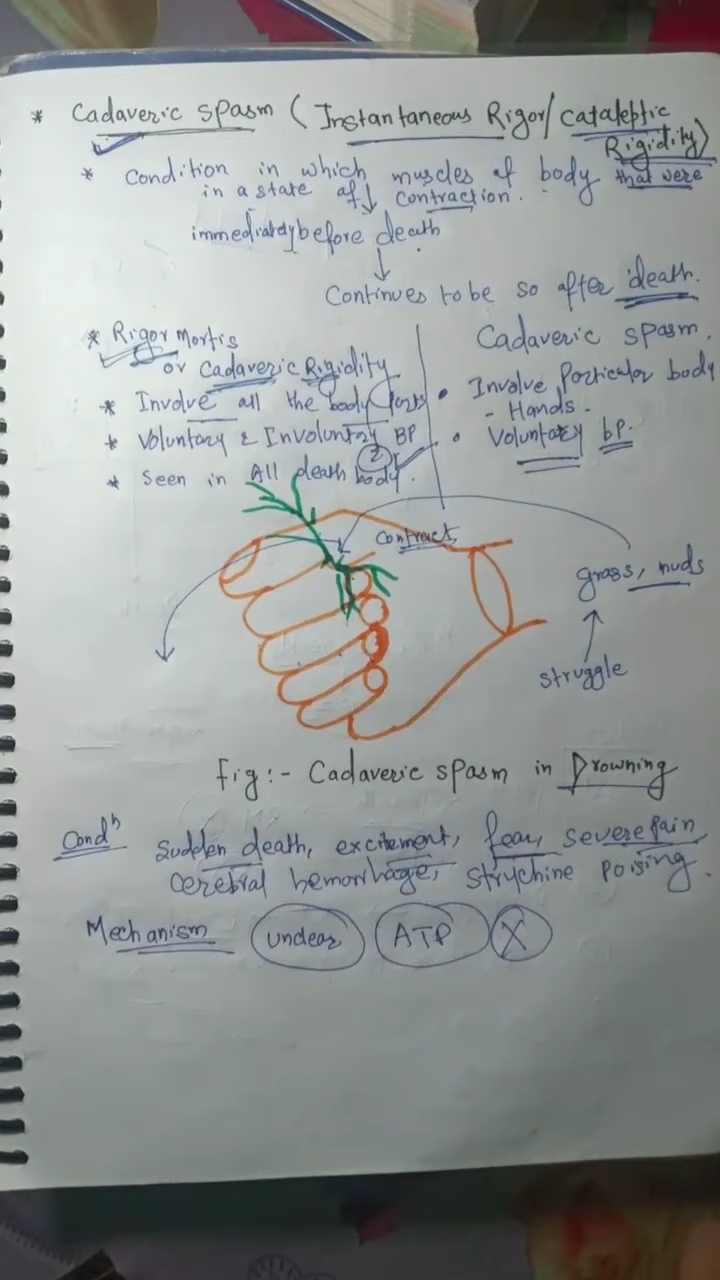 * Cadaveric spasm (Instantaneous Rigor/Cataleptic
Rigidity)
* Condition in which muscles of body that were
in a state of contraction.
immediately before death
Continues to be so after death.
* Rigor Mortis
or Cadaveric Rigidity
* Involve all the body parts
* Voluntary & Involuntary BP
* Seen in All death body.
Cadaveric spasm.
• Involve Particular body
- Hands -
• Voluntary bp.
Contract,
grass, muds
struggle
Fig:- Cadaveric spasm in Drowning
Condⁿ Sudden death, excitement, fear, severe pain
cerebral hemorrhage, strychine poising.
Mechanism unclear ATP X